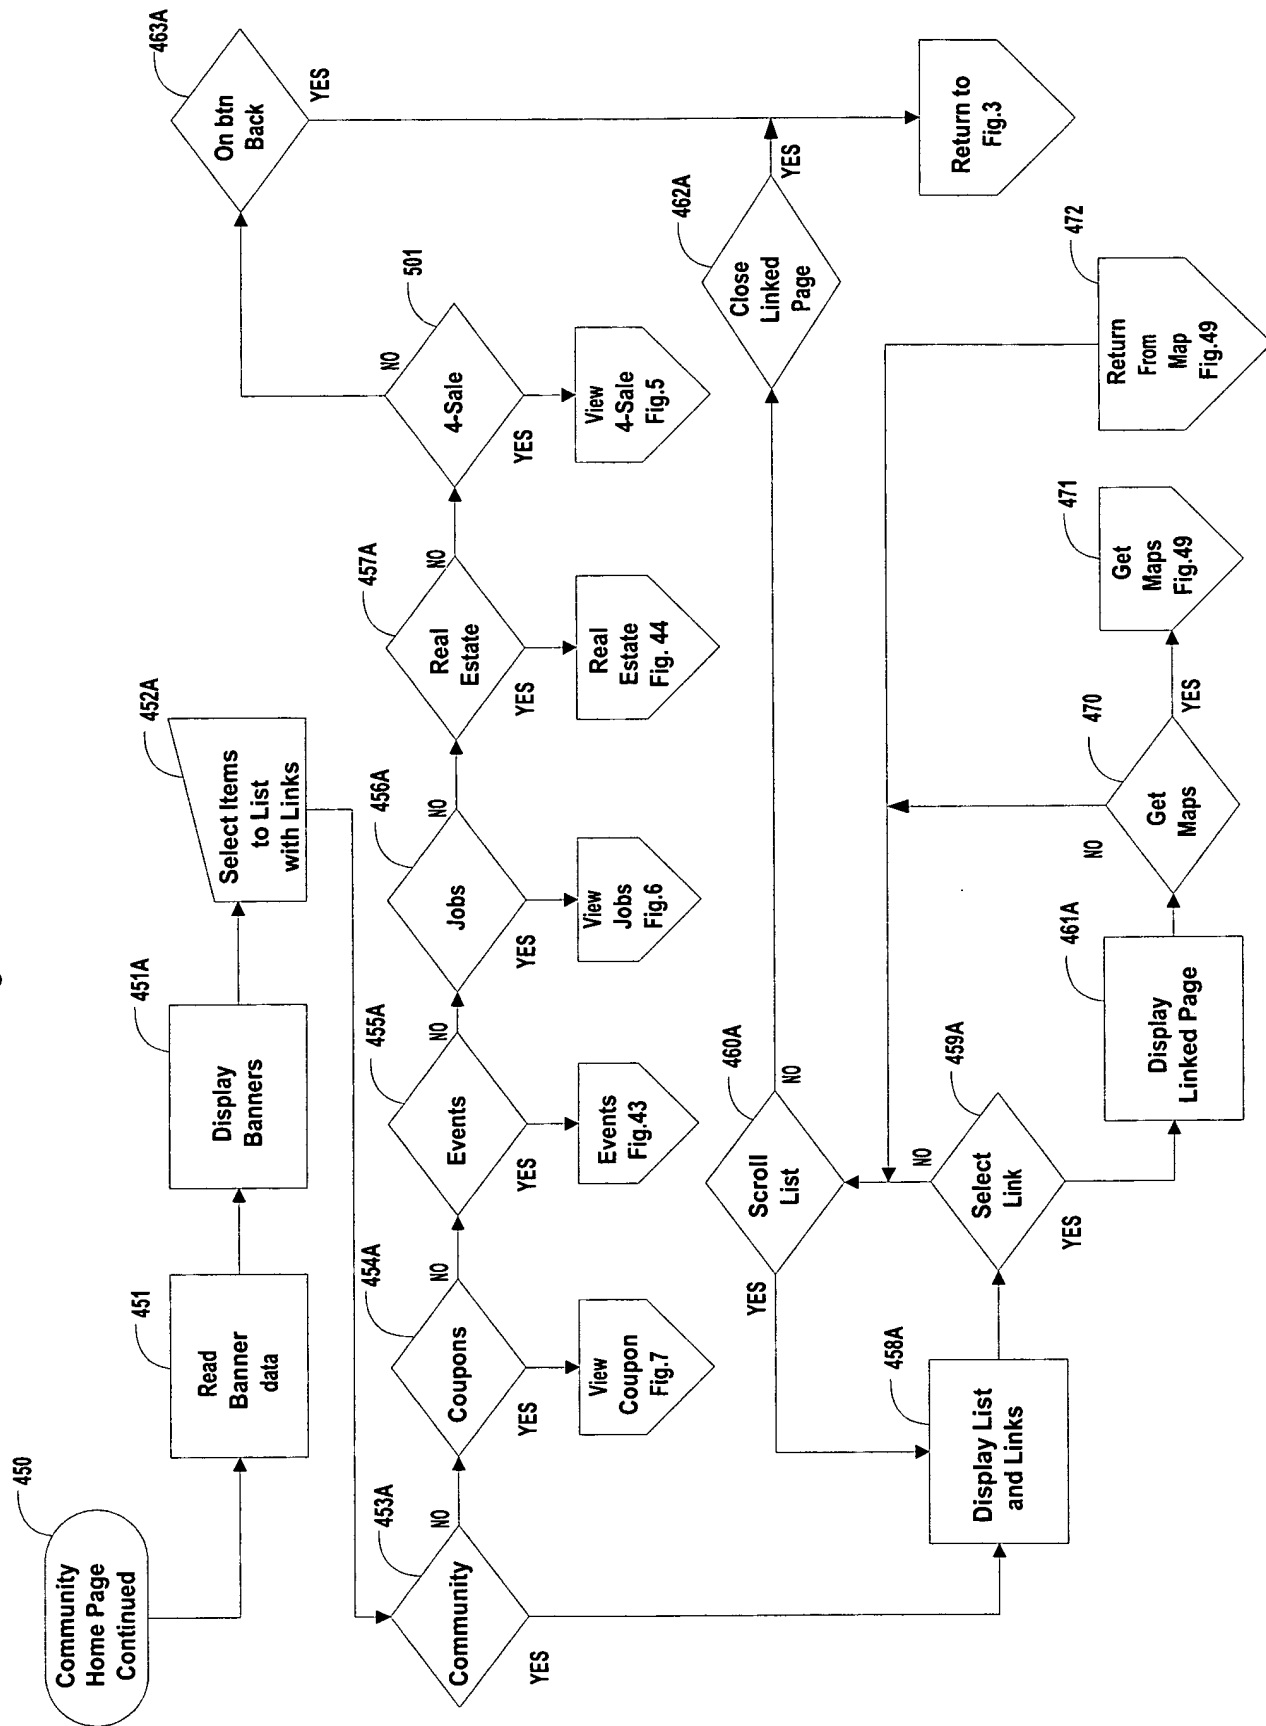 450
Community
Home Page
Continued
451
Read
Banner
data
451A
Display
Banners
452A
Select Items
to List
with Links
453A
Community
NO
YES
454A
Coupons
NO
YES
View
Coupon
Fig.7
455A
Events
NO
YES
Events
Fig.43
456A
Jobs
NO
YES
View
Jobs
Fig.6
457A
Real
Estate
NO
YES
Real
Estate
Fig. 44
501
4-Sale
NO
YES
View
4-Sale
Fig.5
463A
On btn
Back
YES
458A
Display List
and Links
459A
Select
Link
NO
YES
460A
Scroll
List
YES
NO
462A
Close
Linked
Page
YES
Return to
Fig.3
461A
Display
Linked Page
470
Get
Maps
NO
YES
471
Get
Maps
Fig.49
472
Return
From
Map
Fig.49